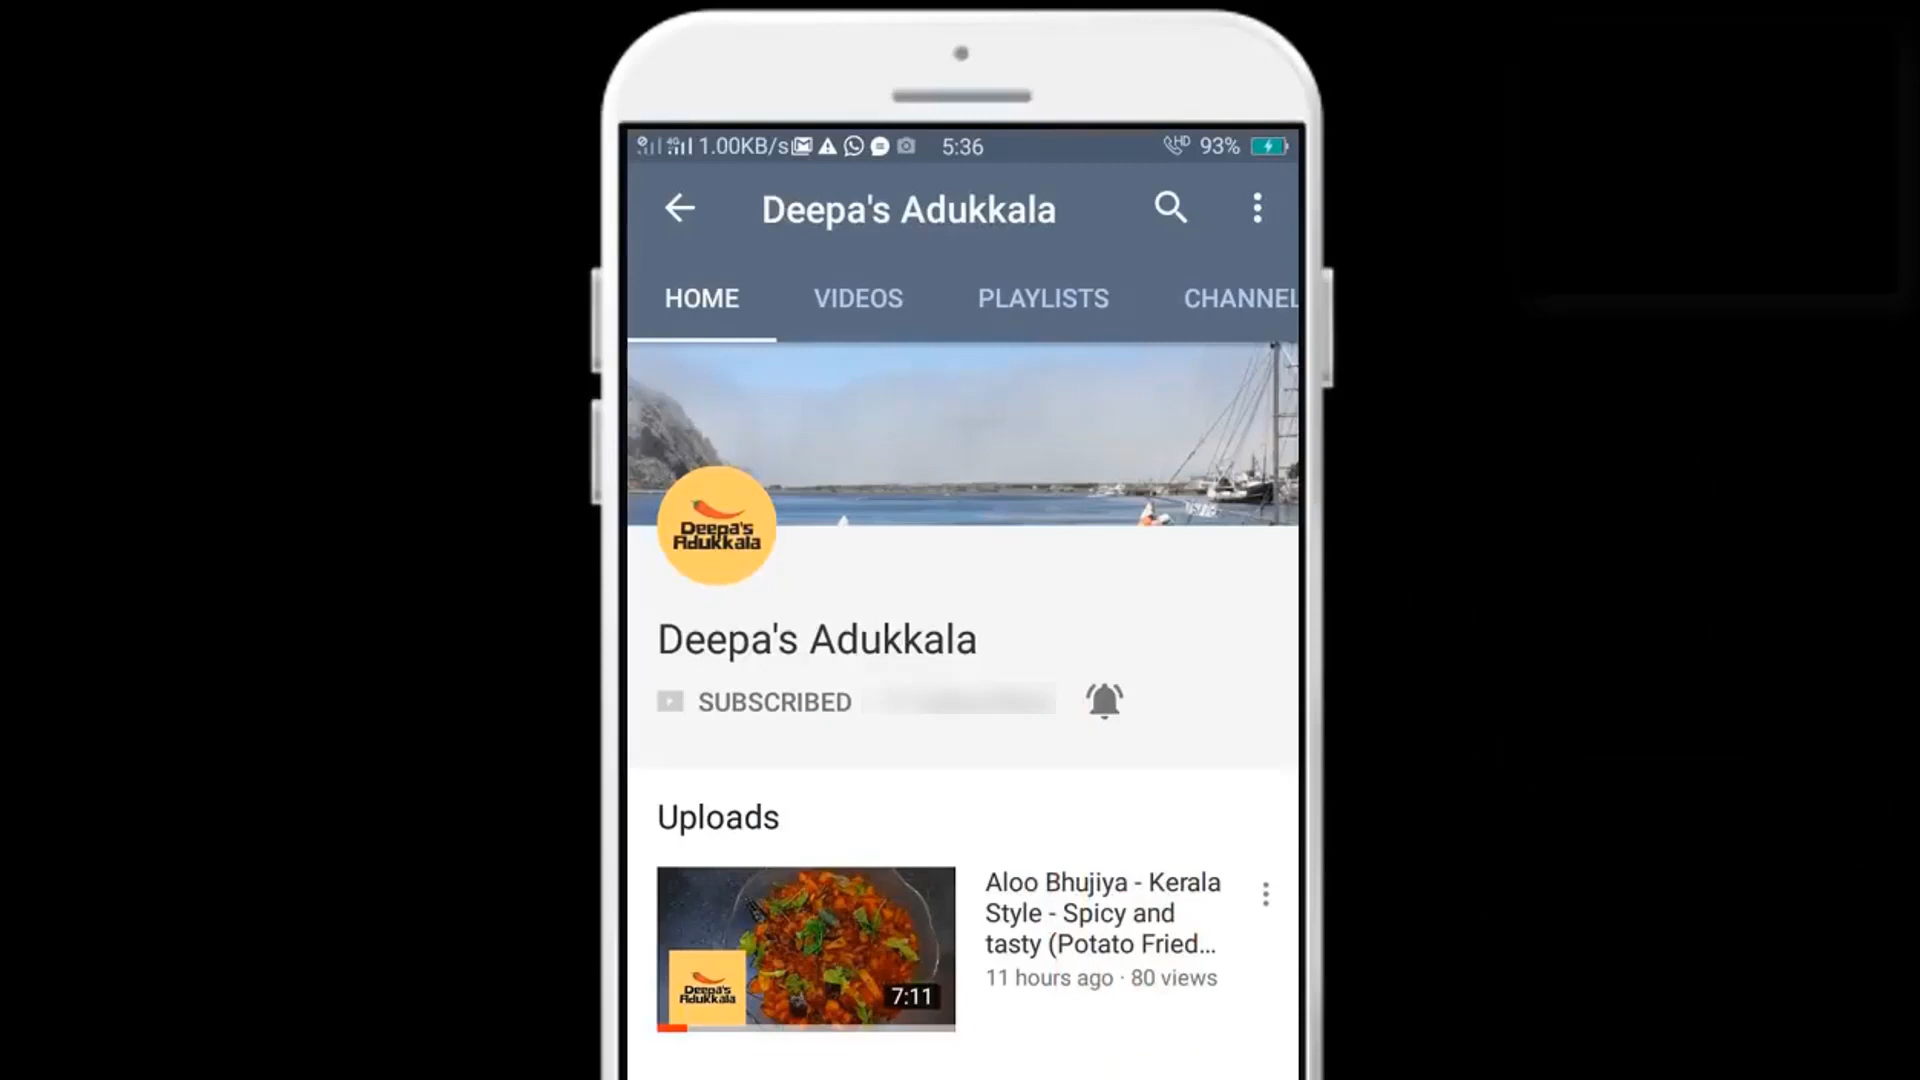 1.00KB/s 5:36 HD 93%
Deepa's Adukkala
HOME VIDEOS PLAYLISTS CHANNEL
Deepa's
Adukkala
Deepa's Adukkala
SUBSCRIBED
Uploads
Aloo Bhujiya - Kerala
Style - Spicy and
tasty (Potato Fried...
11 hours ago · 80 views
Deepa's
Adukkala
7:11